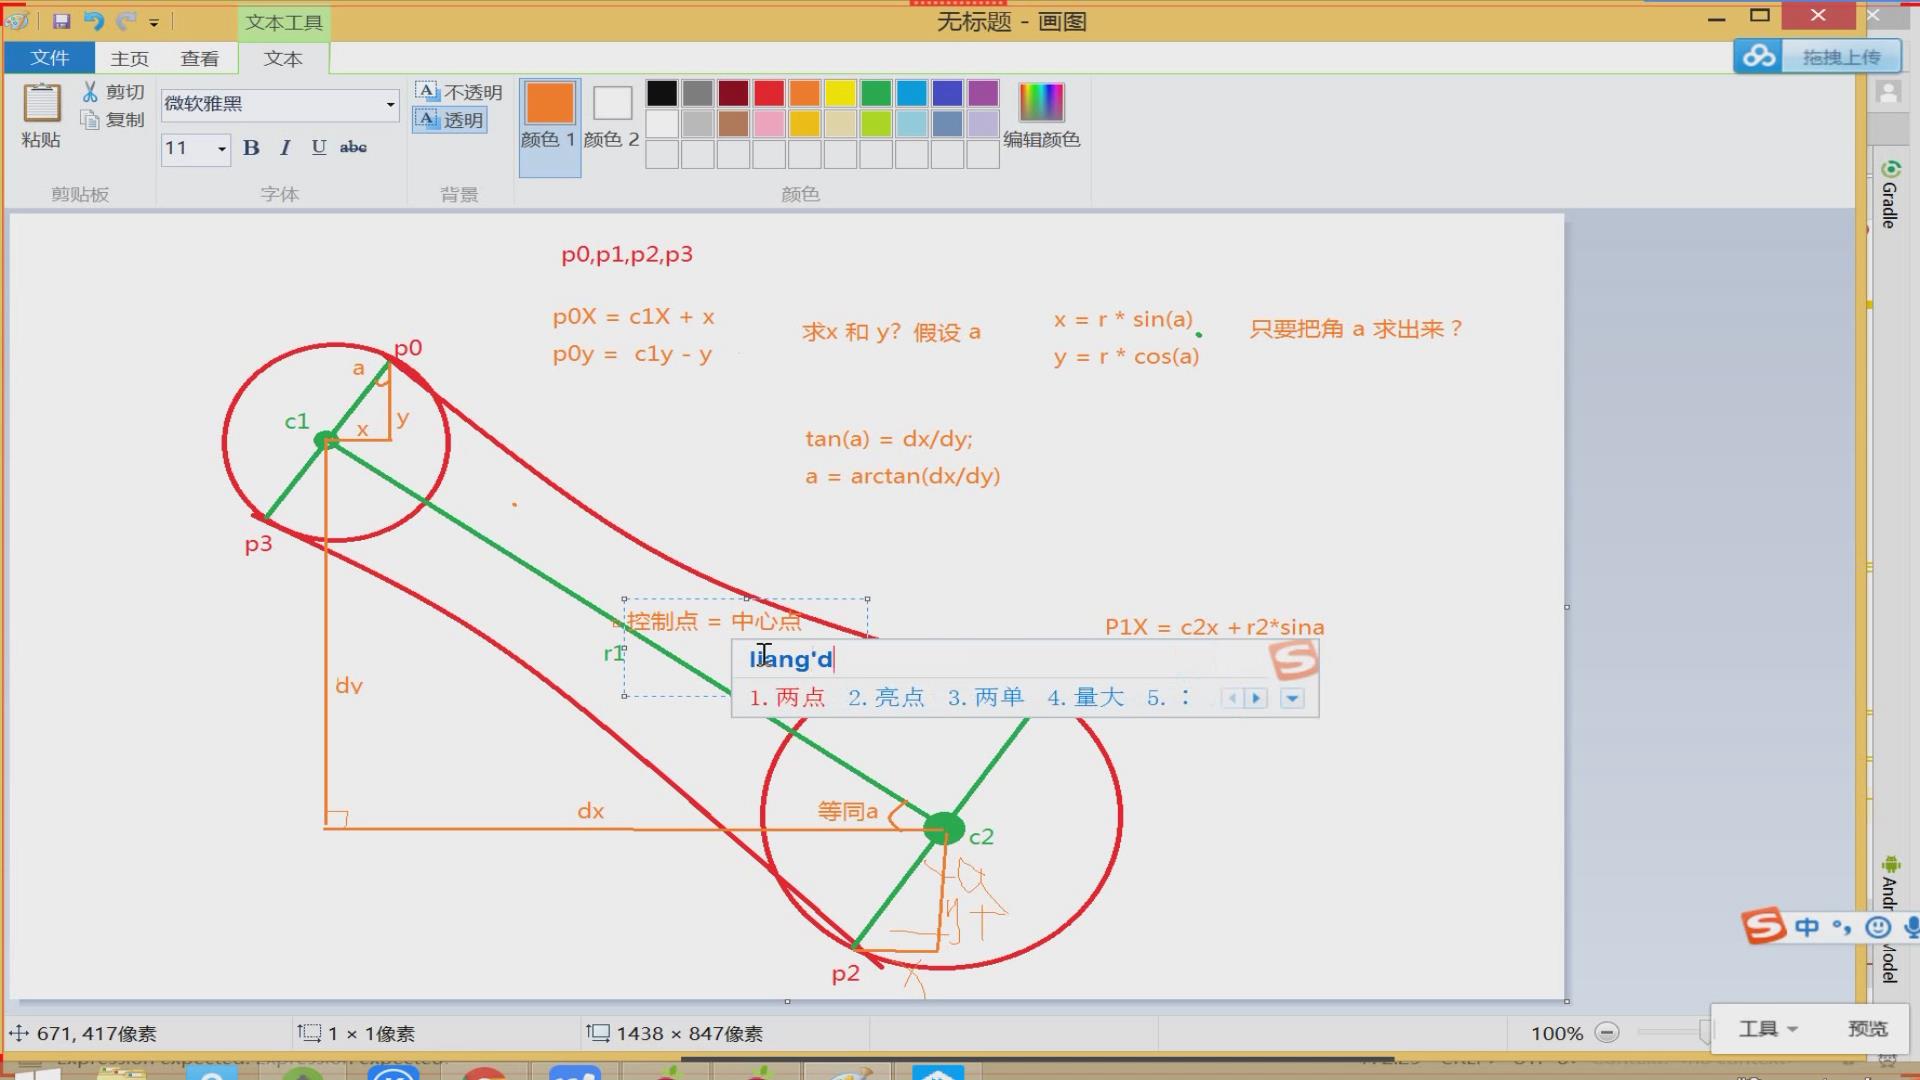 文本工具
无标题 - 画图
文件
主页
查看
文本
拖拽上传
粘贴
剪切
复制
微软雅黑
11
B I U abc
不透明
透明
颜色 1
颜色 2
编辑颜色
剪贴板
字体
背景
颜色
Gradle
p0,p1,p2,p3
p0X = c1X + x
p0y = c1y - y
求x 和 y? 假设 a
x = r * sin(a)
y = r * cos(a)
只要把角 a 求出来？
p0
a
c1
x
y
tan(a) = dx/dy;
a = arctan(dx/dy)
p3
控制点 = 中心点
P1X = c2x + r2*sina
r1
liang'd
1. 两点 2. 亮点 3. 两单 4. 量大 5. ：
dx
等同a
c2
p2
中
671, 417像素
1 × 1像素
1438 × 847像素
100%
工具
预览